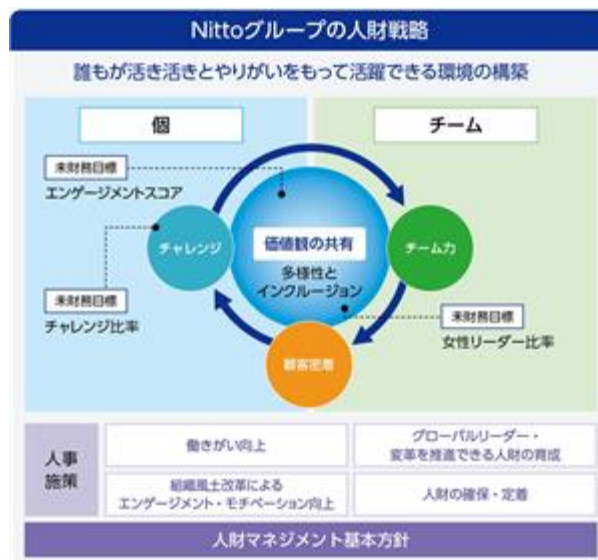 Nittoグループの人財戦略
誰もが活き活きとやりがいをもって活躍できる環境の構築
個
チーム
未財務目標
エンゲージメントスコア
チャレンジ
価値観の共有
多様性と
インクルージョン
チーム力
未財務目標
チャレンジ比率
未財務目標
女性リーダー比率
顧客密着
人事
施策
働きがい向上
グローバルリーダー・
変革を推進できる人財の育成
組織風土改革による
エンゲージメント・モチベーション向上
人財の確保・定着
人財マネジメント基本方針